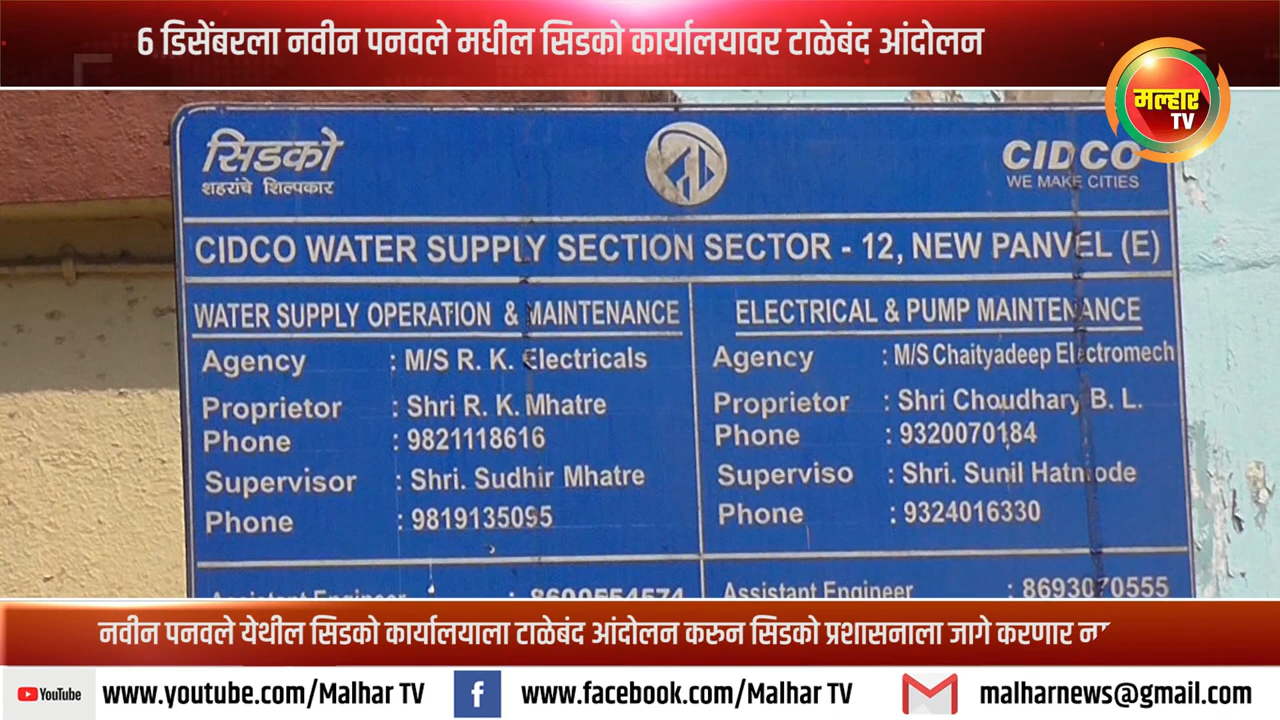 6 डिसेंबरला नवीन पनवले मधील सिडको कार्यालयावर टाळेबंद आंदोलन
मल्हार
TV
सिडको
शहरांचे शिल्पकार
CIDCO
WE MAKE CITIES
CIDCO WATER SUPPLY SECTION SECTOR - 12, NEW PANVEL (E)
WATER SUPPLY OPERATION & MAINTENANCE
Agency : M/S R. K. Electricals
Proprietor : Shri R. K. Mhatre
Phone : 9821118616
Supervisor : Shri. Sudhir Mhatre
Phone : 9819135095
Assistant Engineer :
ELECTRICAL & PUMP MAINTENANCE
Agency : M/S Chaityadeep Electromech
Proprietor : Shri Choudhary B. L.
Phone : 9320070184
Superviso : Shri. Sunil Hatmode
Phone : 9324016330
Assistant Engineer : 8693070555
नवीन पनवले येथील सिडको कार्यालयाला टाळेबंद आंदोलन करुन सिडको प्रशासनाला जागे करणार
YouTube www.youtube.com/Malhar TV www.facebook.com/Malhar TV malharnews@gmail.com